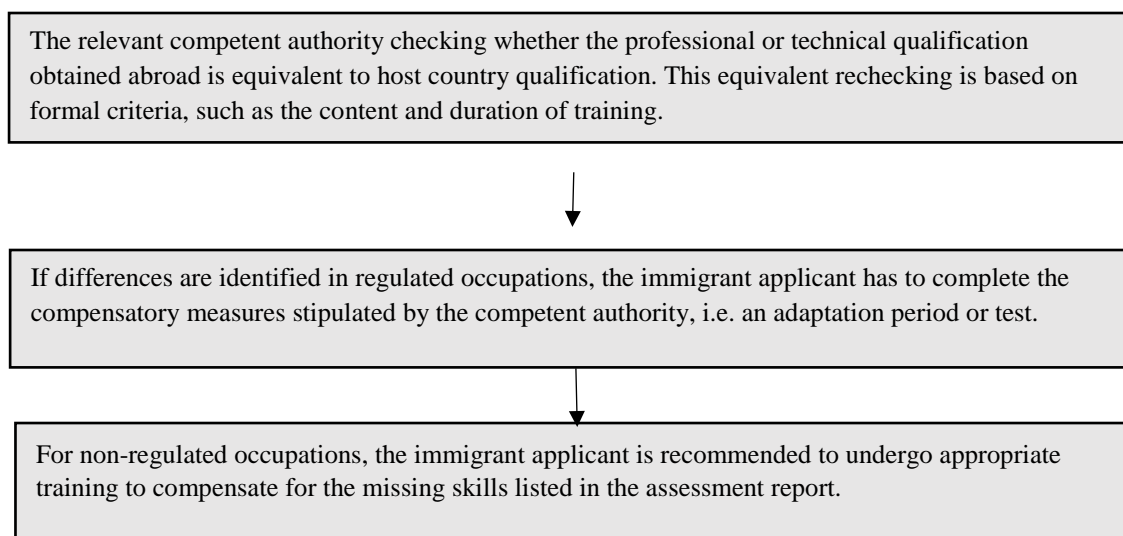 The relevant competent authority checking whether the professional or technical qualification
obtained abroad is equivalent to host country qualification. This equivalent rechecking is based on
formal criteria, such as the content and duration of training.
If differences are identified in regulated occupations, the immigrant applicant has to complete the
compensatory measures stipulated by the competent authority, i.e. an adaptation period or test.
For non-regulated occupations, the immigrant applicant is recommended to undergo appropriate
training to compensate for the missing skills listed in the assessment report.